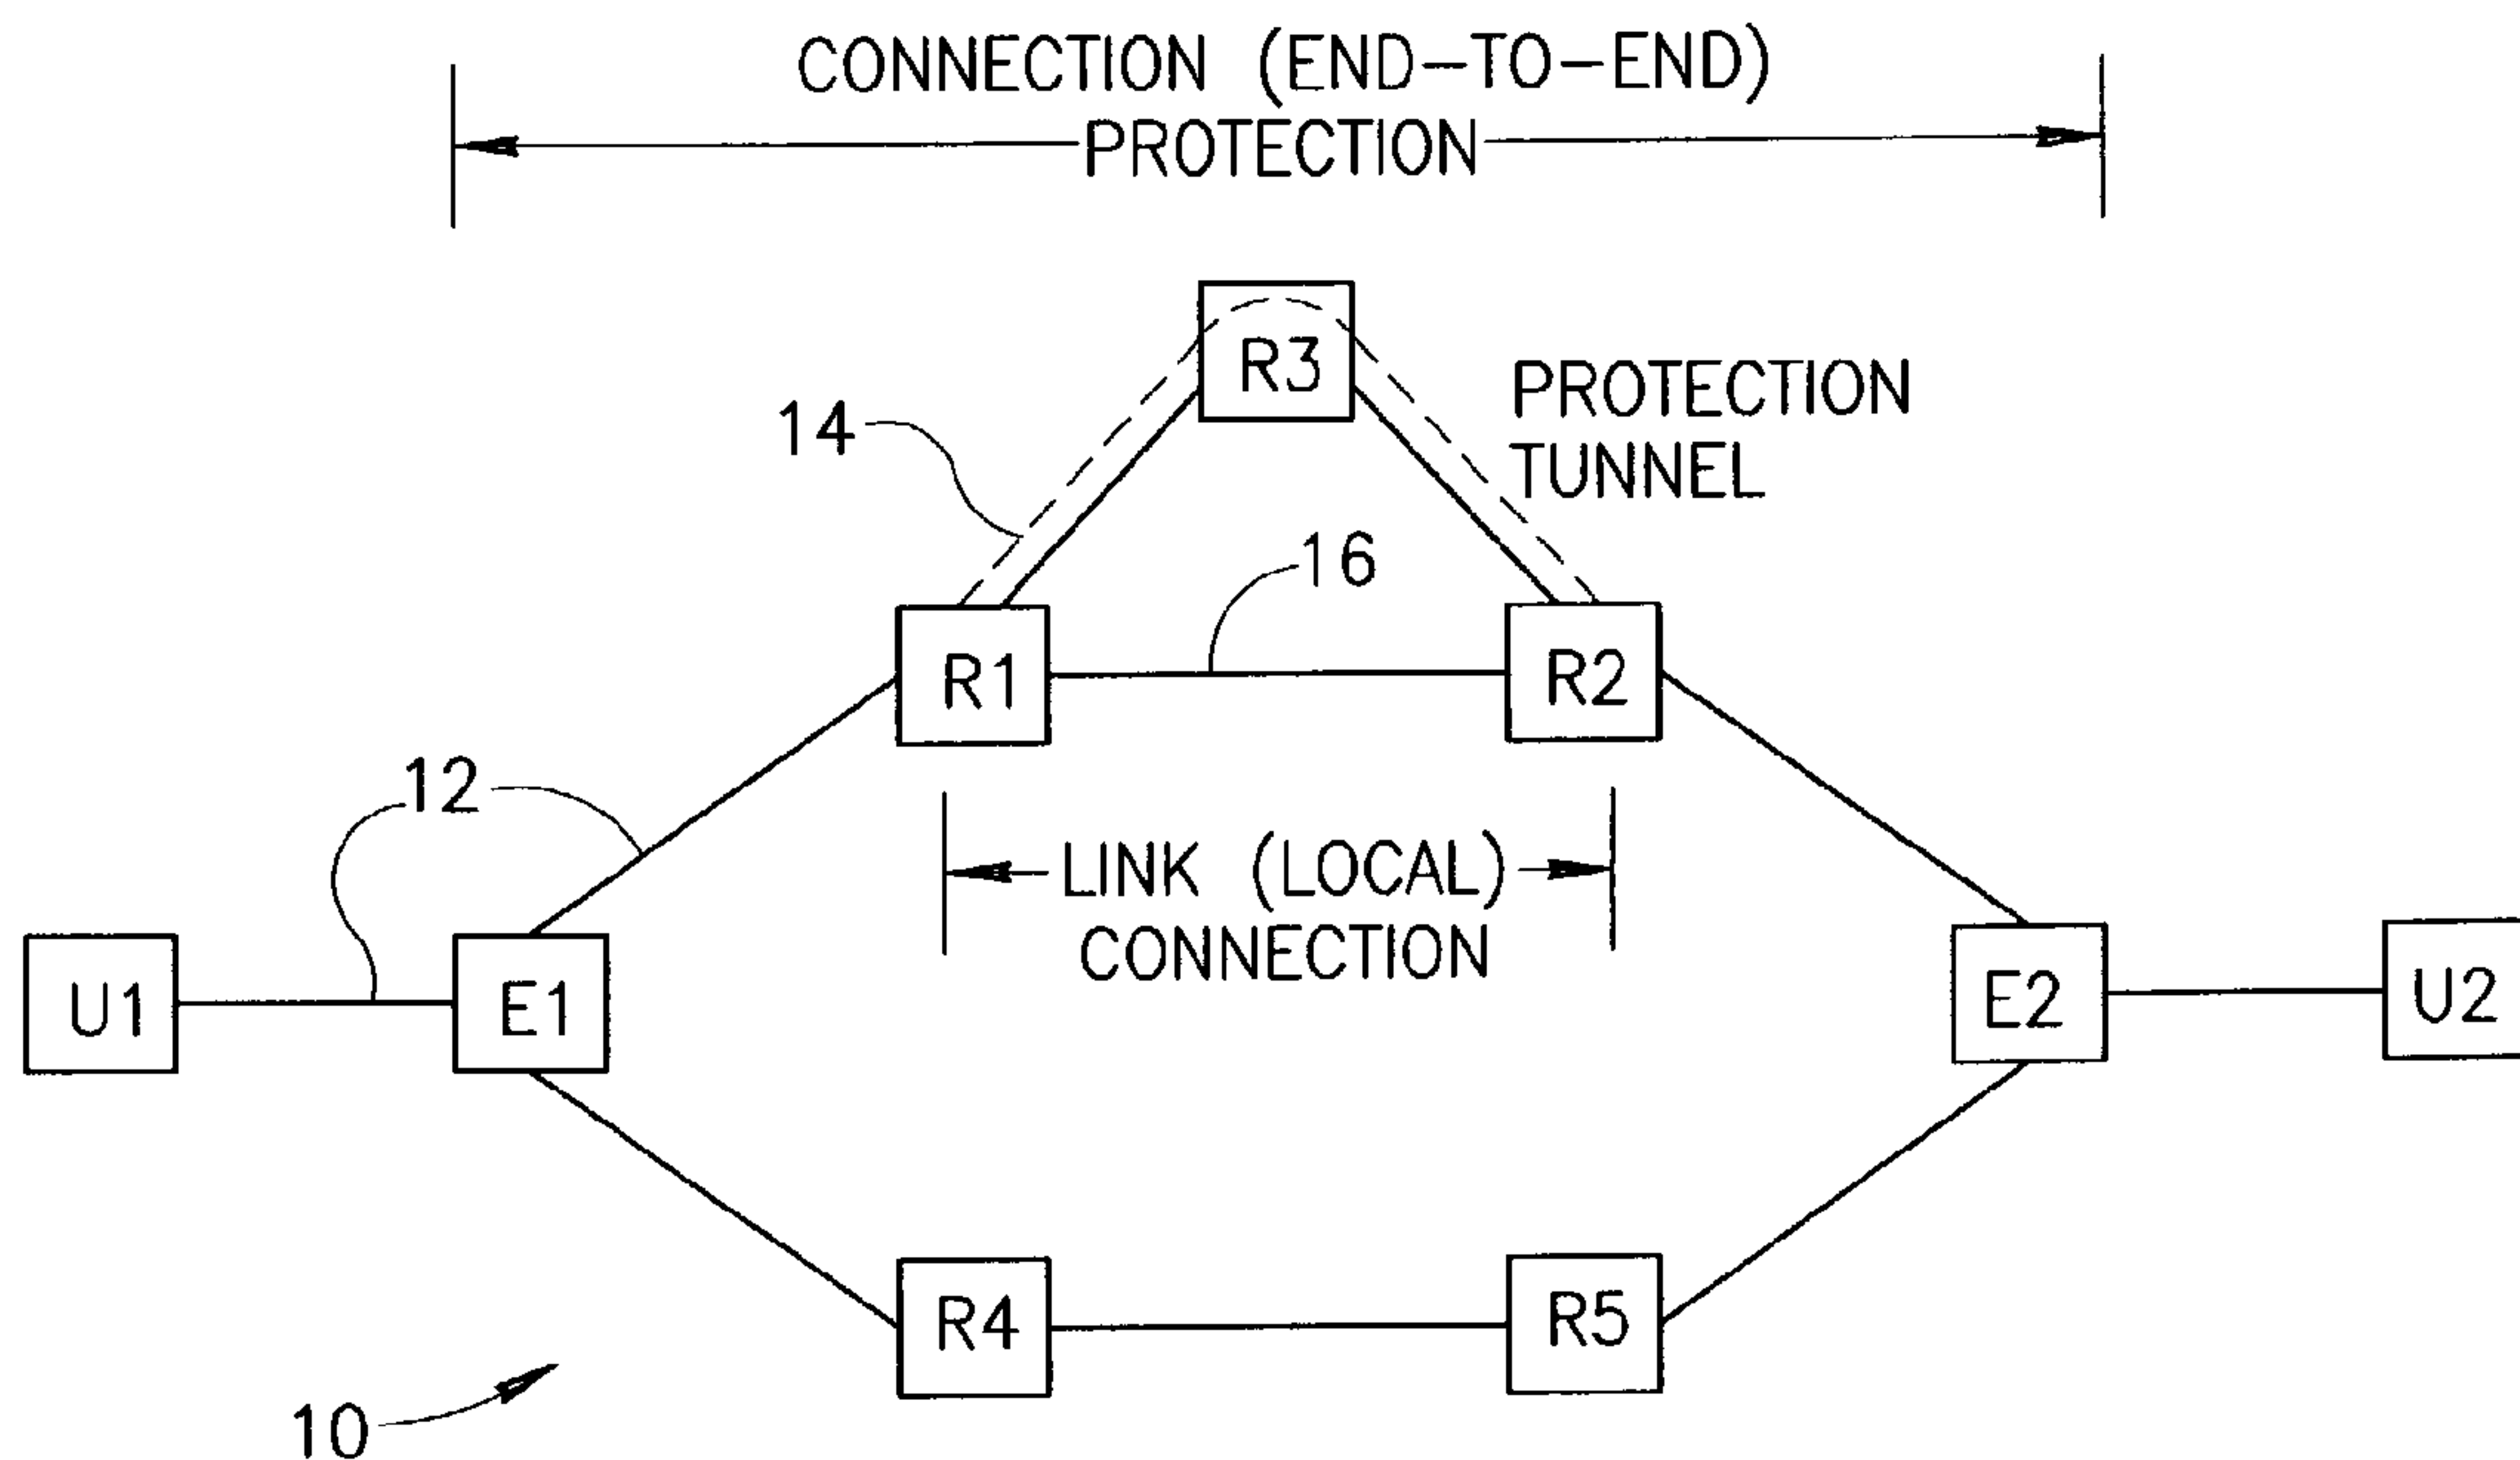 CONNECTION (END-TO-END)
PROTECTION
R3
PROTECTION
TUNNEL
14
16
R1
R2
12
LINK (LOCAL)
CONNECTION
U1
E1
E2
U2
R4
R5
10